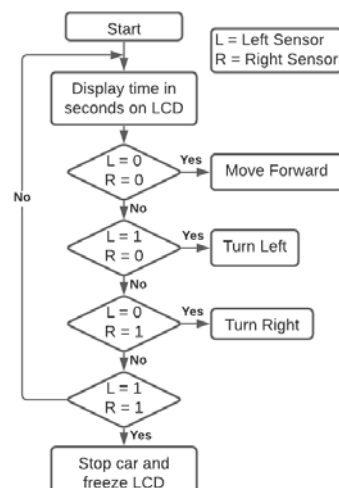 Start
L = Left Sensor
R = Right Sensor
Display time in
seconds on LCD
L = 0
R = 0
Yes
Move Forward
No
No
L = 1
R = 0
Yes
Turn Left
No
L = 0
R = 1
Yes
Turn Right
No
L = 1
R = 1
Yes
Stop car and
freeze LCD